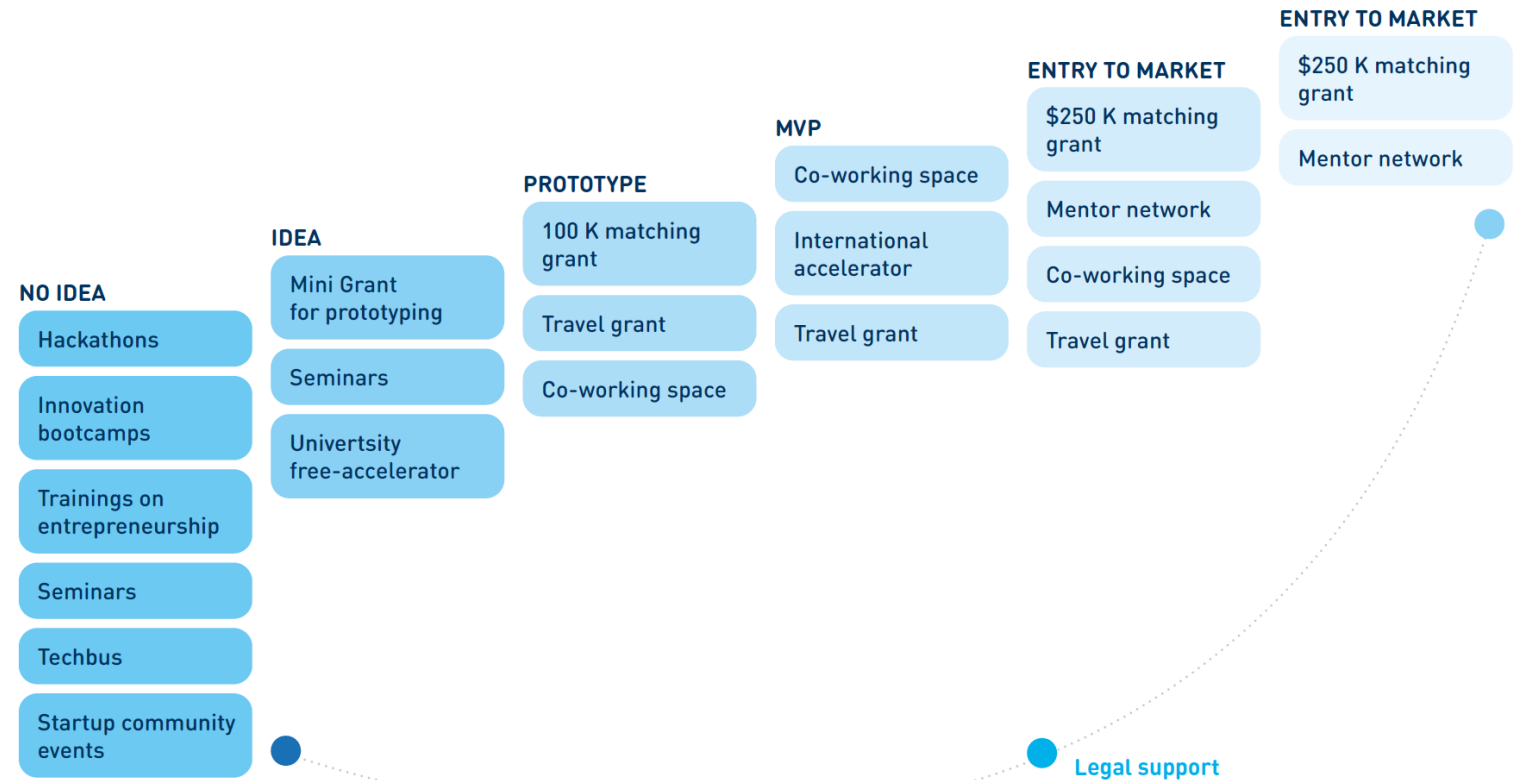 NO IDEA
Hackathons
Innovation
bootcamps
Trainings on
entrepreneurship
Seminars
Techbus
Startup community
events
IDEA
Mini Grant
for prototyping
Seminars
Univertsity
free-accelerator
PROTOTYPE
100 K matching
grant
Travel grant
Co-working space
MVP
Co-working space
International
accelerator
Travel grant
ENTRY TO MARKET
$250 K matching
grant
Mentor network
Co-working space
Travel grant
ENTRY TO MARKET
$250 K matching
grant
Mentor network
Legal support